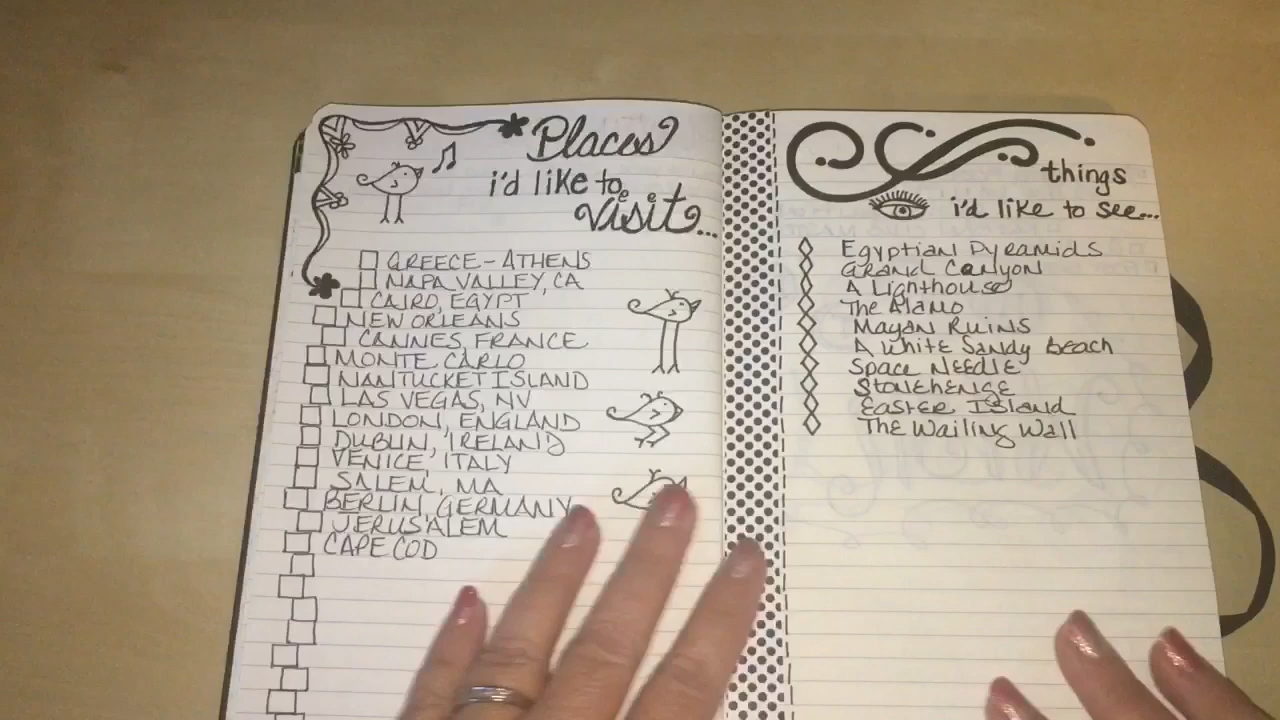 Places
i'd like to
visit...
GREECE - ATHENS
NAPA VALLEY, CA
CAIRO, EGYPT
NEW ORLEANS
CANNES, FRANCE
MONTE CARLO
NANTUCKET ISLAND
LAS VEGAS, NV
LONDON, ENGLAND
DUBLIN, IRELAND
VENICE, ITALY
SALEM, MA
BERLIN, GERMANY
JERUSALEM
CAPE COD
things
i'd like to see...
Egyptian Pyramids
Grand Canyon
A Lighthouse
The Alamo
Mayan Ruins
A White Sandy beach
Space Needle
Stonehenge
Easter Island
The Wailing Wall